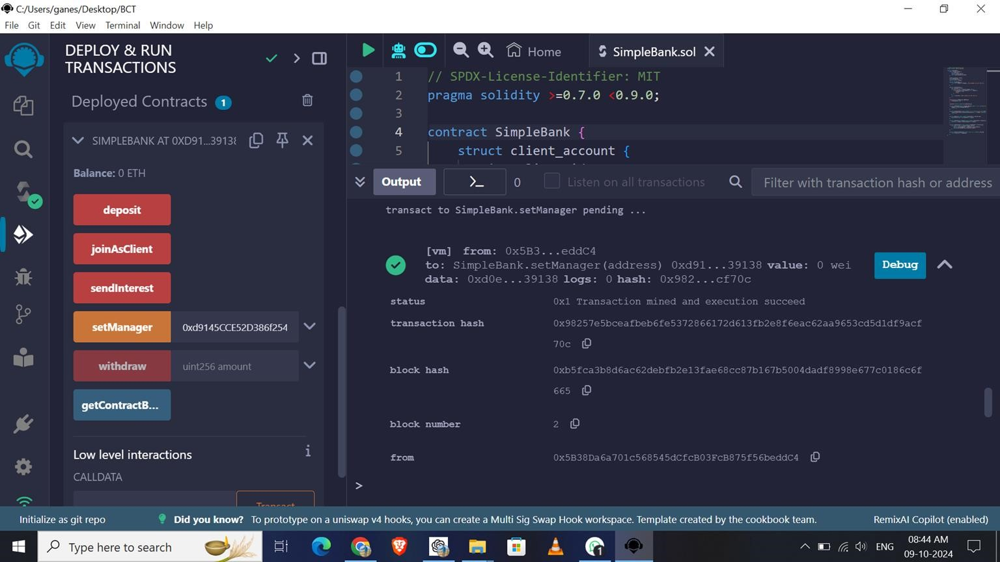 C:/Users/ganes/Desktop/BCT
File Git Edit View Terminal Window Help
DEPLOY & RUN
TRANSACTIONS
Deployed Contracts 1
SIMPLEBANK AT 0XD91...39138
Balance: 0 ETH
deposit
joinAsClient
sendInterest
setManager 0xd9145CCE52D386f254
withdraw uint256 amount
getContractB...
Low level interactions i
CALLDATA
Transact
Home SimpleBank.sol
1 // SPDX-License-Identifier: MIT
2 pragma solidity >=0.7.0 <0.9.0;
3
4 contract SimpleBank {
5 struct client_account {
Output >_ 0 Listen on all transactions Filter with transaction hash or address
transact to SimpleBank.setManager pending ...
[vm] from: 0x5B3...eddC4
to: SimpleBank.setManager(address) 0xd91...39138 value: 0 wei
data: 0xd0e...39138 logs: 0 hash: 0x982...cf70c
Debug
status 0x1 Transaction mined and execution succeed
transaction hash 0x98257e5bceafbeb6fe5372866172d613fb2e8f6eac62aa9653cd5d1df9acf
70c
block hash 0xb5fca3b8d6ac62debfb2e13fae68cc87b167b5004dadf8998e677c0186c6f
665
block number 2
from 0x5B38Da6a701c568545dCfcB03FcB875f56beddC4
>
Initialize as git repo Did you know? To prototype on a uniswap v4 hooks, you can create a Multi Sig Swap Hook workspace. Template created by the cookbook team. RemixAI Copilot (enabled)
Type here to search
1
ENG
08:44 AM
09-10-2024